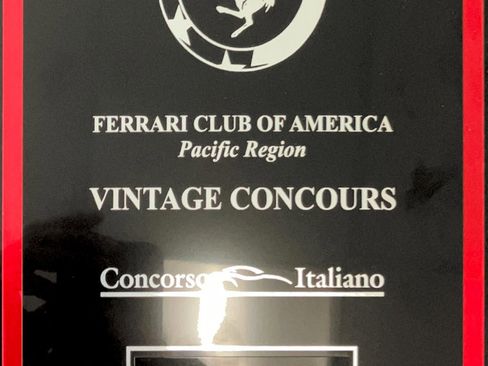 FERRARI CLUB OF AMERICA
Pacific Region
VINTAGE CONCOURS
Concorso Italiano